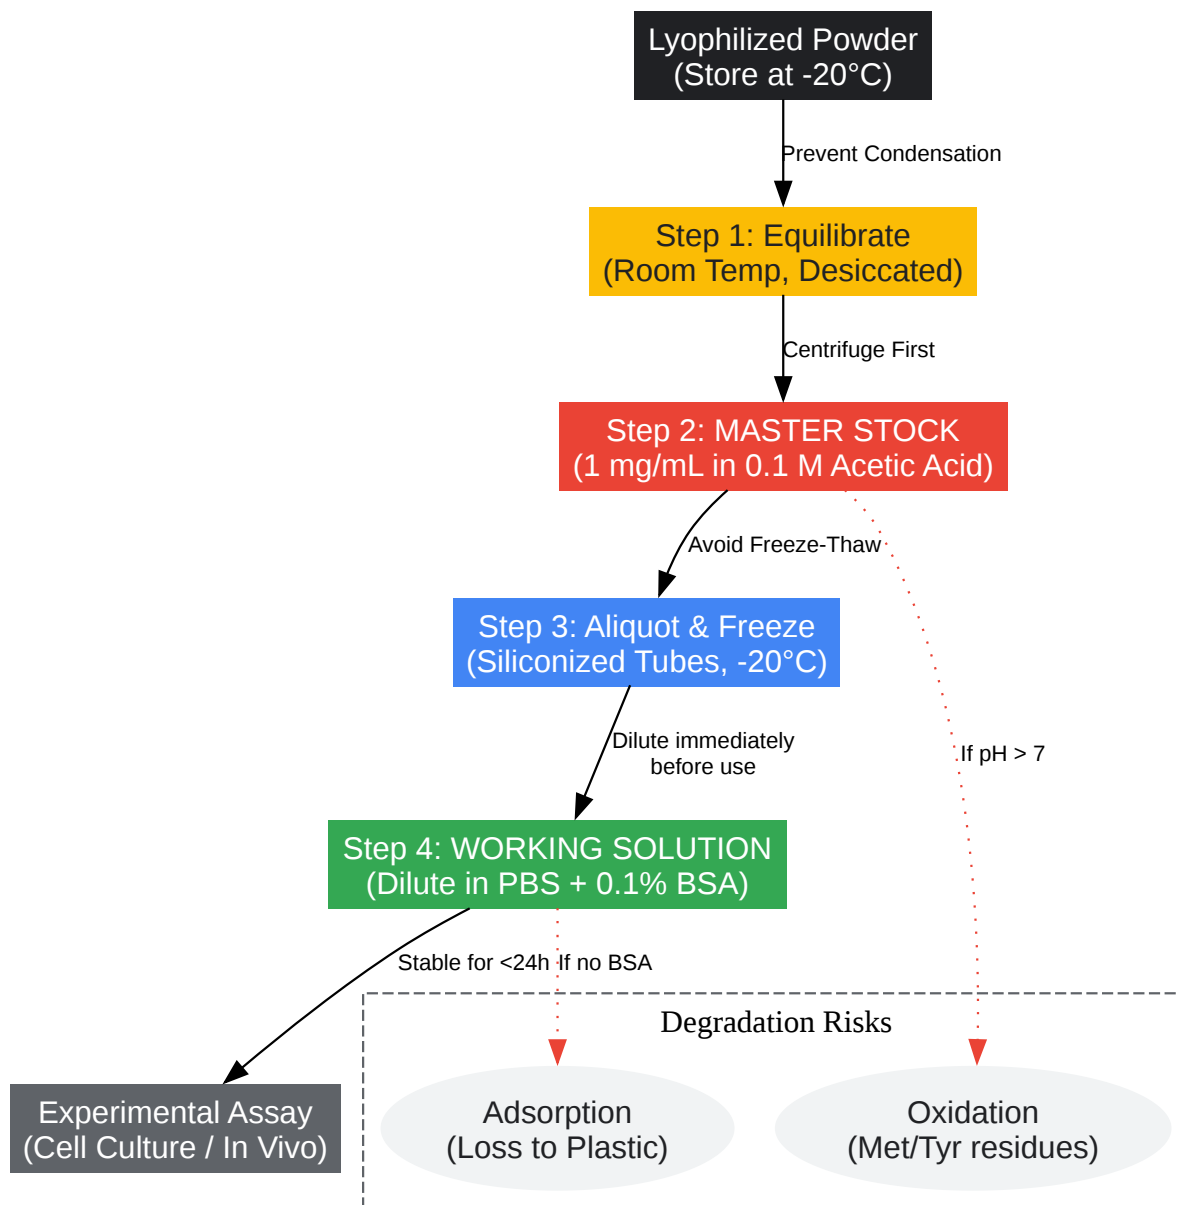 Lyophilized Powder
(Store at -20°C)
Prevent Condensation
Step 1: Equilibrate
(Room Temp, Desiccated)
Centrifuge First
Step 2: MASTER STOCK
(1 mg/mL in 0.1 M Acetic Acid)
Avoid Freeze-Thaw
Step 3: Aliquot & Freeze
(Siliconized Tubes, -20°C)
Dilute immediately
before use
If pH > 7
Step 4: WORKING SOLUTION
(Dilute in PBS + 0.1% BSA)
Stable for <24h
If no BSA
Degradation Risks
Experimental Assay
(Cell Culture / In Vivo)
Adsorption
(Loss to Plastic)
Oxidation
(Met/Tyr residues)